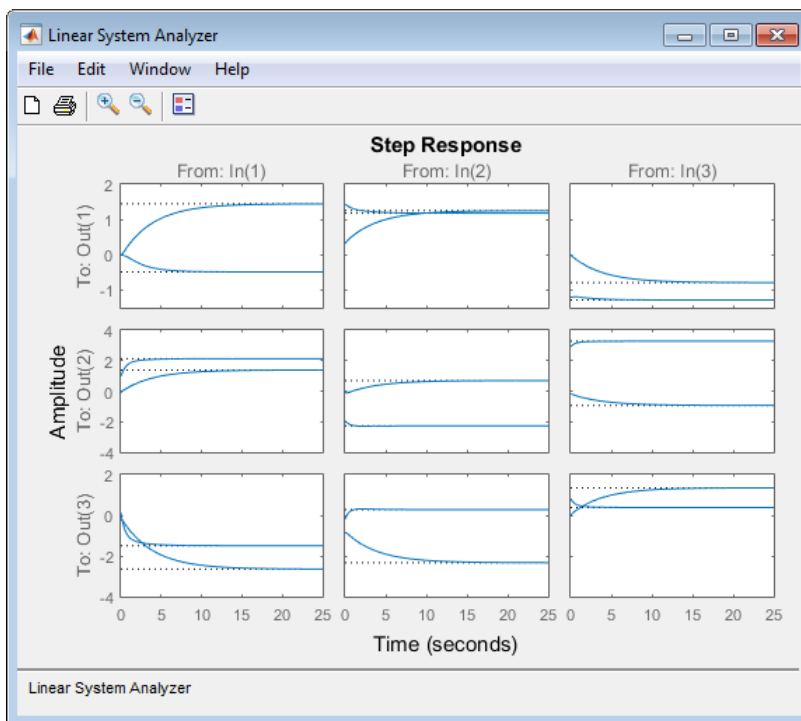 Linear System Analyzer
File Edit Window Help
Step Response
From: In(1) From: In(2) From: In(3)
Amplitude
To: Out(1)
2
1
0
-1
To: Out(2)
4
2
0
-2
-4
To: Out(3)
2
0
-2
-4
0 5 10 15 20 25 0 5 10 15 20 25 0 5 10 15 20 25
Time (seconds)
Linear System Analyzer